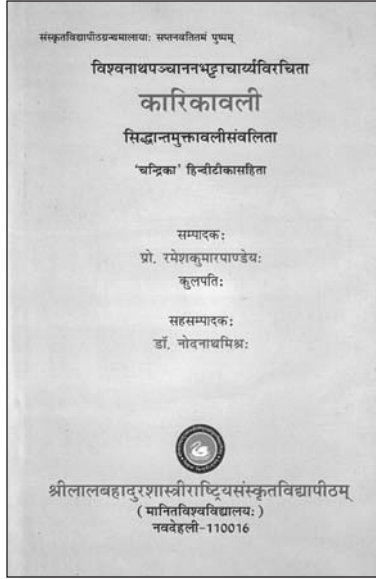 संस्कृतविद्यापीठग्रन्थमालायाः सप्तनवतितमं पुष्पम्
विश्वनाथपञ्चाननभट्टाचार्य्यविरचिता
कारिकावली
सिद्धान्तमुक्तावलीसंवलिता
'चन्द्रिका' हिन्दीटीकासहिता
सम्पादकः
प्रो. रमेशकुमारपाण्डेयः
कुलपतिः
सहसम्पादकः
डॉ. नोदनाथमिश्रः
श्रीलालबहादुरशास्त्रीराष्ट्रियसंस्कृतविद्यापीठम्
(मानितविश्वविद्यालयः)
नवदेहली-110016